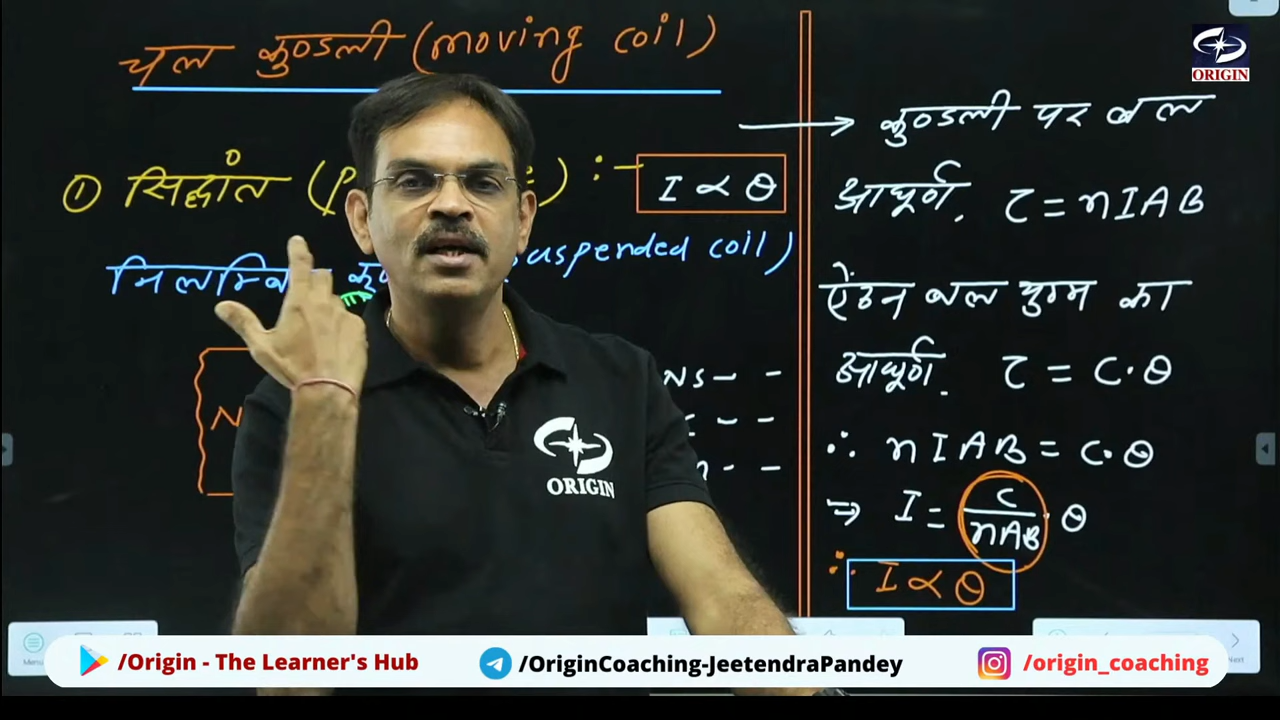 चल कुण्डली (moving coil)
① सिद्धांत ( ) :- I ∝ θ
कु suspended coil)
N
NS - -
- -
- -
→ कुण्डली पर बल
आघूर्ण. τ = nIAB
ऐंठन बल युग्म का
आघूर्ण. τ = C·θ
∴ nIAB = C·θ
⇒ I = C/nAB · θ
∴ I ∝ θ
ORIGIN
ORIGIN
Menu
/Origin - The Learner's Hub
/OriginCoaching-JeetendraPandey
/origin_coaching